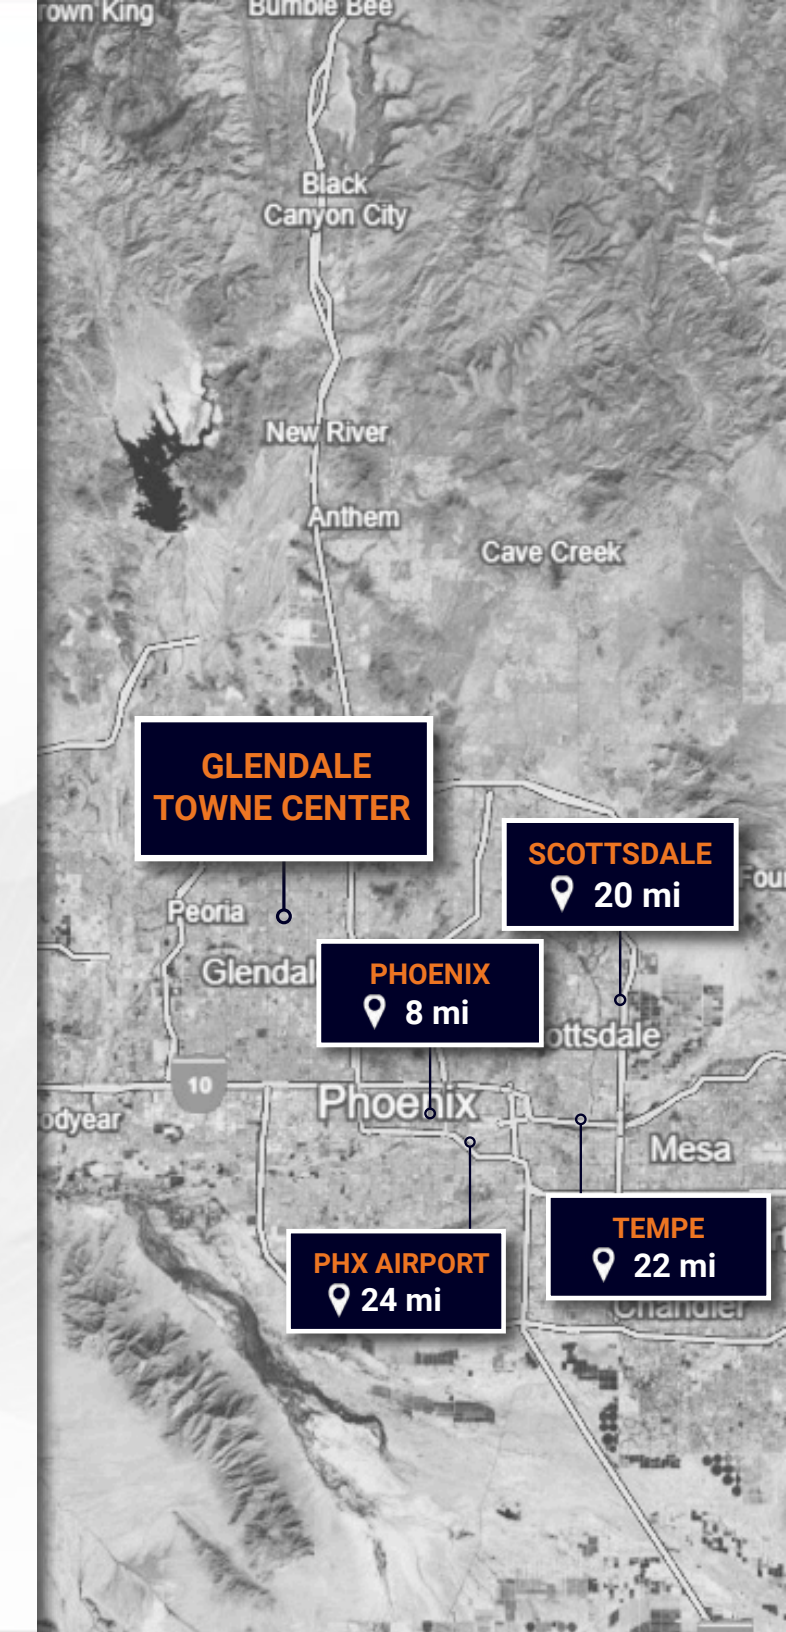 rown King
Bumble Bee
Black
Canyon City
New River
Anthem
Cave Creek
GLENDALE
TOWNE CENTER
SCOTTSDALE
20 mi
Foun
Peoria
Glendal
PHOENIX
8 mi
ottsdale
10
Phoenix
odyear
Mesa
TEMPE
22 mi
PHX AIRPORT
24 mi
Chandler